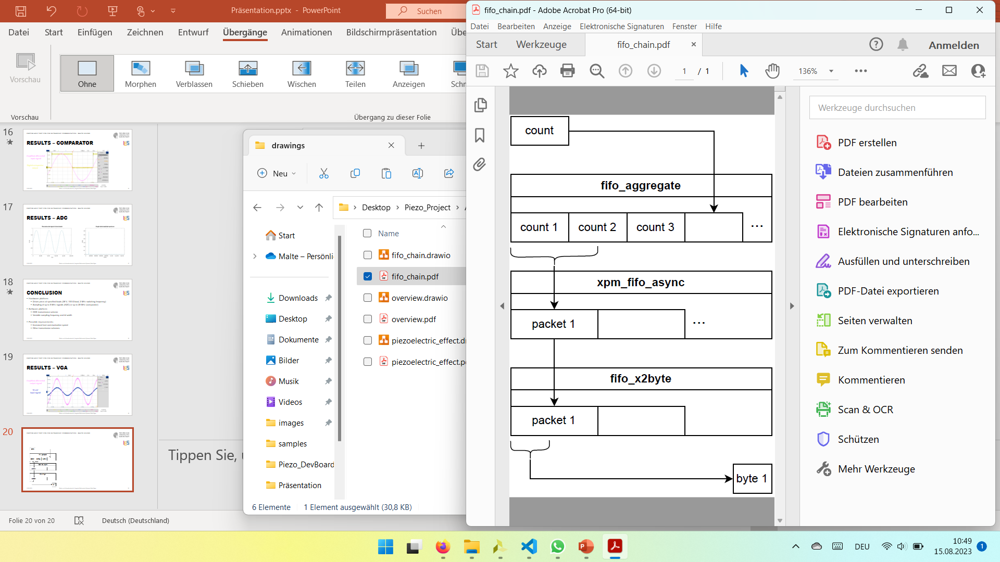 Präsentation.pptx - PowerPoint
Suchen
Datei
Start
Einfügen
Zeichnen
Entwurf
Übergänge
Animationen
Bildschirmpräsentation
Übe
Vorschau
Ohne
Morphen
Verblassen
Schieben
Wischen
Teilen
Anzeigen
Schn
Vorschau
Übergang zu dieser Folie
16
RESULTS – COMPARATOR
17
RESULTS – ADC
18
CONCLUSION
19
RESULTS – VGA
20
Tippen Sie, u
Folie 20 von 20
Deutsch (Deutschland)
drawings
Neu
Desktop
Piezo_Project
Start
Malte – Persönli
Downloads
Desktop
Dokumente
Bilder
Musik
Videos
images
samples
Piezo_DevBoard
Präsentation
Name
fifo_chain.drawio
fifo_chain.pdf
overview.drawio
overview.pdf
piezoelectric_effect.dr
piezoelectric_effect.p
6 Elemente
1 Element ausgewählt (30,8 KB)
fifo_chain.pdf - Adobe Acrobat Pro (64-bit)
Datei Bearbeiten Anzeige Elektronische Signaturen Fenster Hilfe
Start
Werkzeuge
fifo_chain.pdf
Anmelden
1 / 1
136%
count
fifo_aggregate
count 1
count 2
count 3
...
xpm_fifo_async
packet 1
...
fifo_x2byte
packet 1
byte 1
Werkzeuge durchsuchen
PDF erstellen
Dateien zusammenführen
PDF bearbeiten
Elektronische Signaturen anfo...
Ausfüllen und unterschreiben
PDF-Datei exportieren
Seiten verwalten
Zum Kommentieren senden
Kommentieren
Scan & OCR
Schützen
Mehr Werkzeuge
DEU
10:49
15.08.2023
1